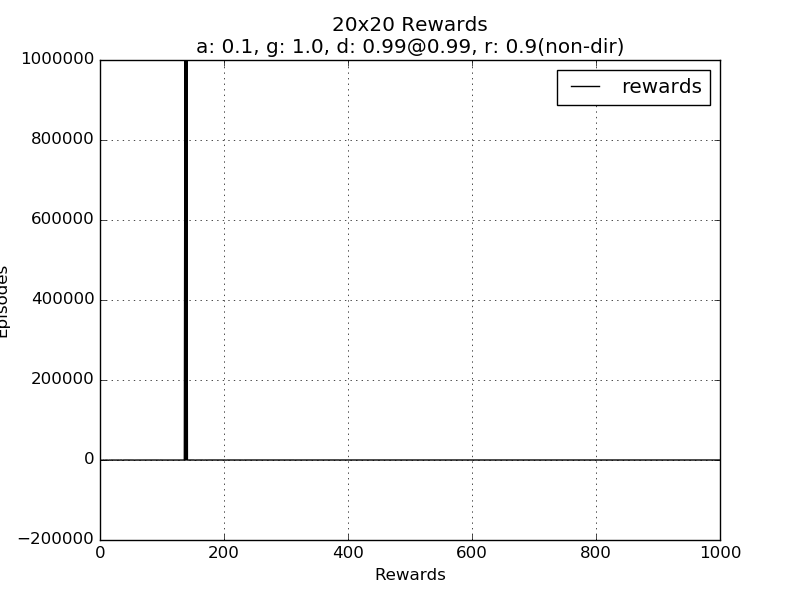 20x20 Rewards
a: 0.1, g: 1.0, d: 0.99@0.99, r: 0.9(non-dir)
1000000
rewards
800000
600000
400000
Episodes
200000
0
−200000
0 200 400 600 800 1000
Rewards